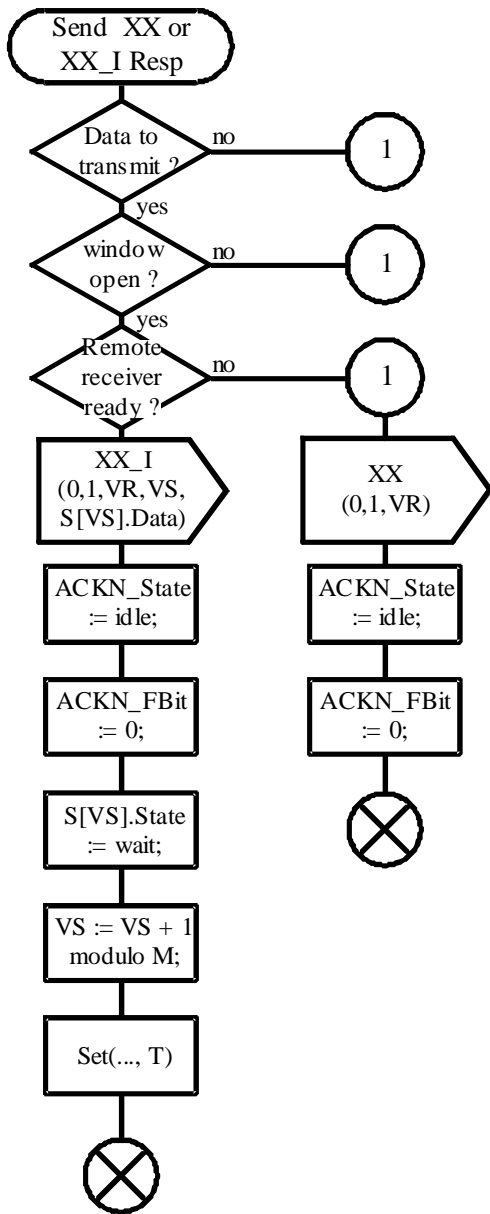 Send XX or
XX_I Resp
Data to
transmit ?
no
1
yes
window
open ?
no
1
yes
Remote
receiver
ready ?
no
1
XX_I
(0,1,VR,VS,
S[VS].Data)
XX
(0,1,VR)
ACKN_State
:= idle;
ACKN_State
:= idle;
ACKN_FBit
:= 0;
ACKN_FBit
:= 0;
S[VS].State
:= wait;
VS := VS + 1
modulo M;
Set(..., T)